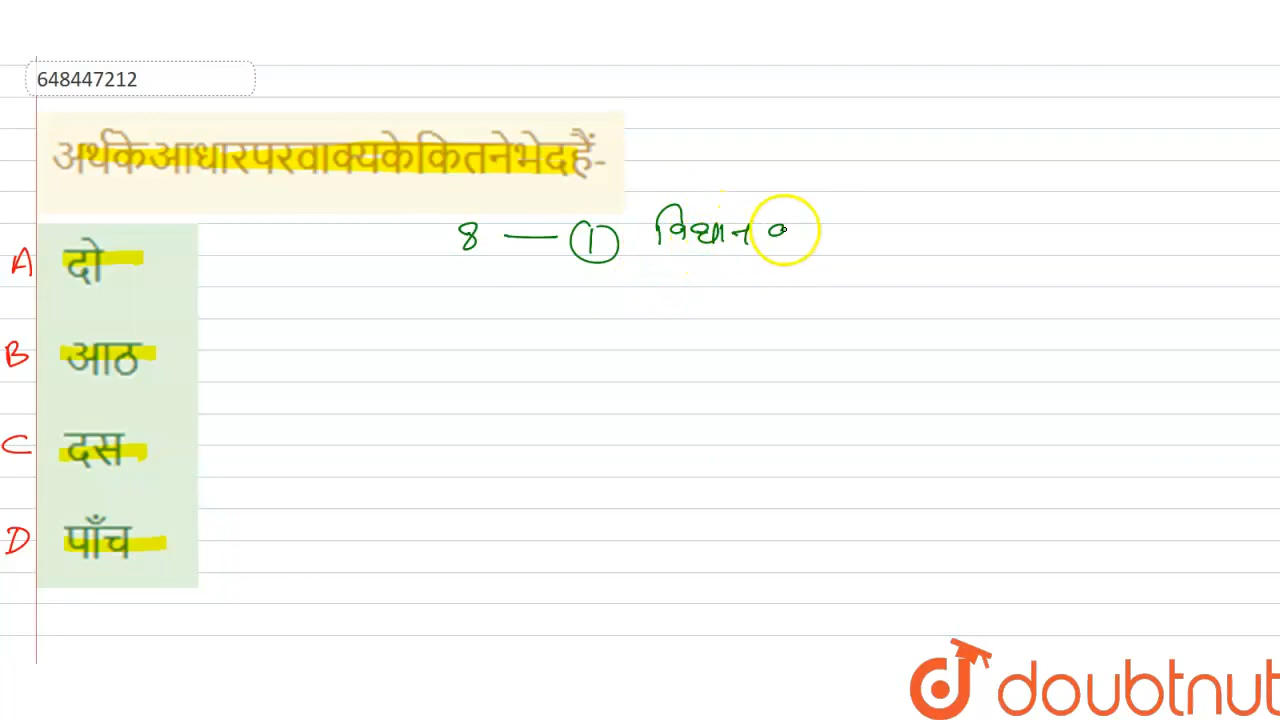 648447212
अर्थकेआधारपरवाक्यकेकितनेभेदहैं-
8 — ① विधान व
A दो
B आठ
C दस
D पाँच
doubtnut